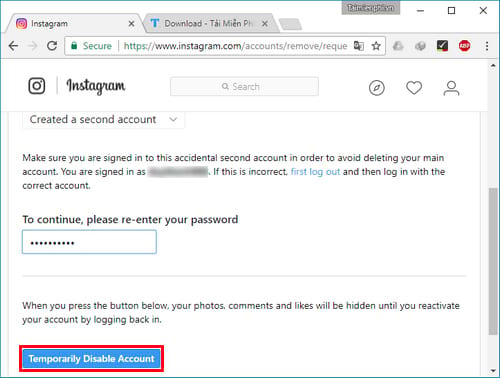 Taimienphi.vn
Instagram
Download - Tải Miễn Ph
Secure https://www.instagram.com/accounts/remove/reque
ABP
Instagram
Search
Created a second account
Make sure you are signed in to this accidental second account in order to avoid deleting your main
account. You are signed in as . If this is incorrect, first log out and then log in with the
correct account.
To continue, please re-enter your password
When you press the button below, your photos, comments and likes will be hidden until you reactivate
your account by logging back in.
Temporarily Disable Account